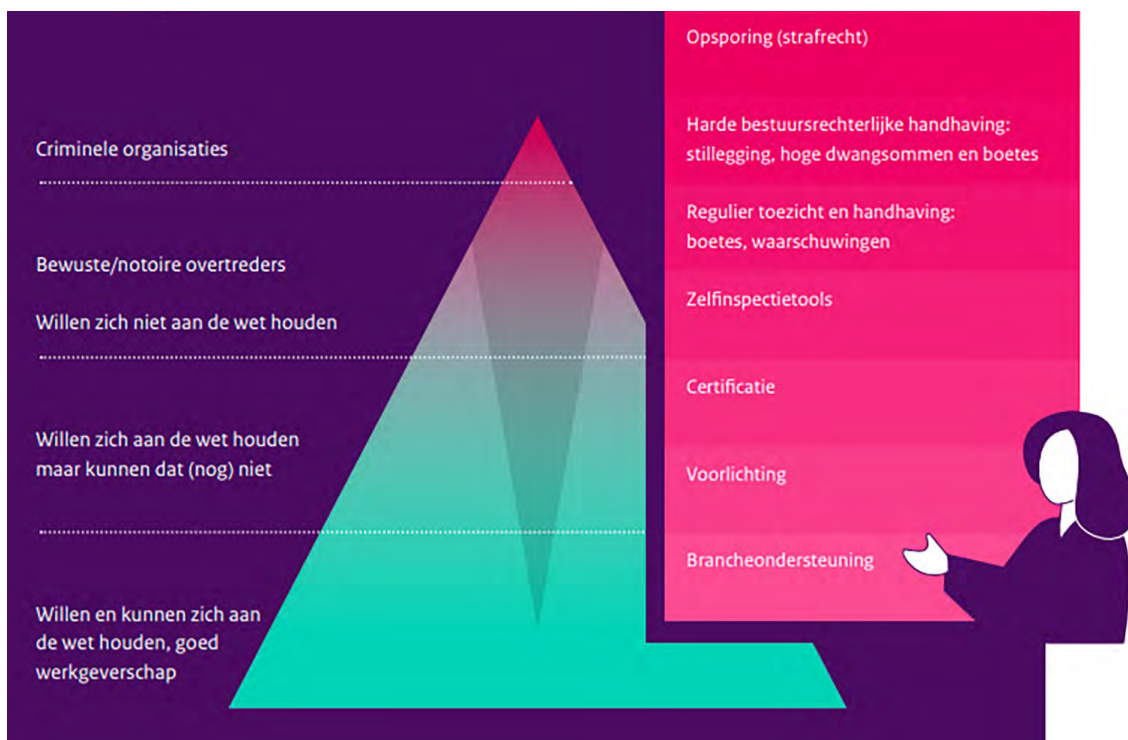 Criminele organisaties
Bewuste/notoire overtreders
Willen zich niet aan de wet houden
Willen zich aan de wet houden
maar kunnen dat (nog) niet
Willen en kunnen zich aan
de wet houden, goed
werkgeverschap
Opsporing (strafrecht)
Harde bestuursrechterlijke handhaving:
stillegging, hoge dwangsommen en boetes
Regulier toezicht en handhaving:
boetes, waarschuwingen
Zelfinspectietools
Certificatie
Voorlichting
Brancheondersteuning